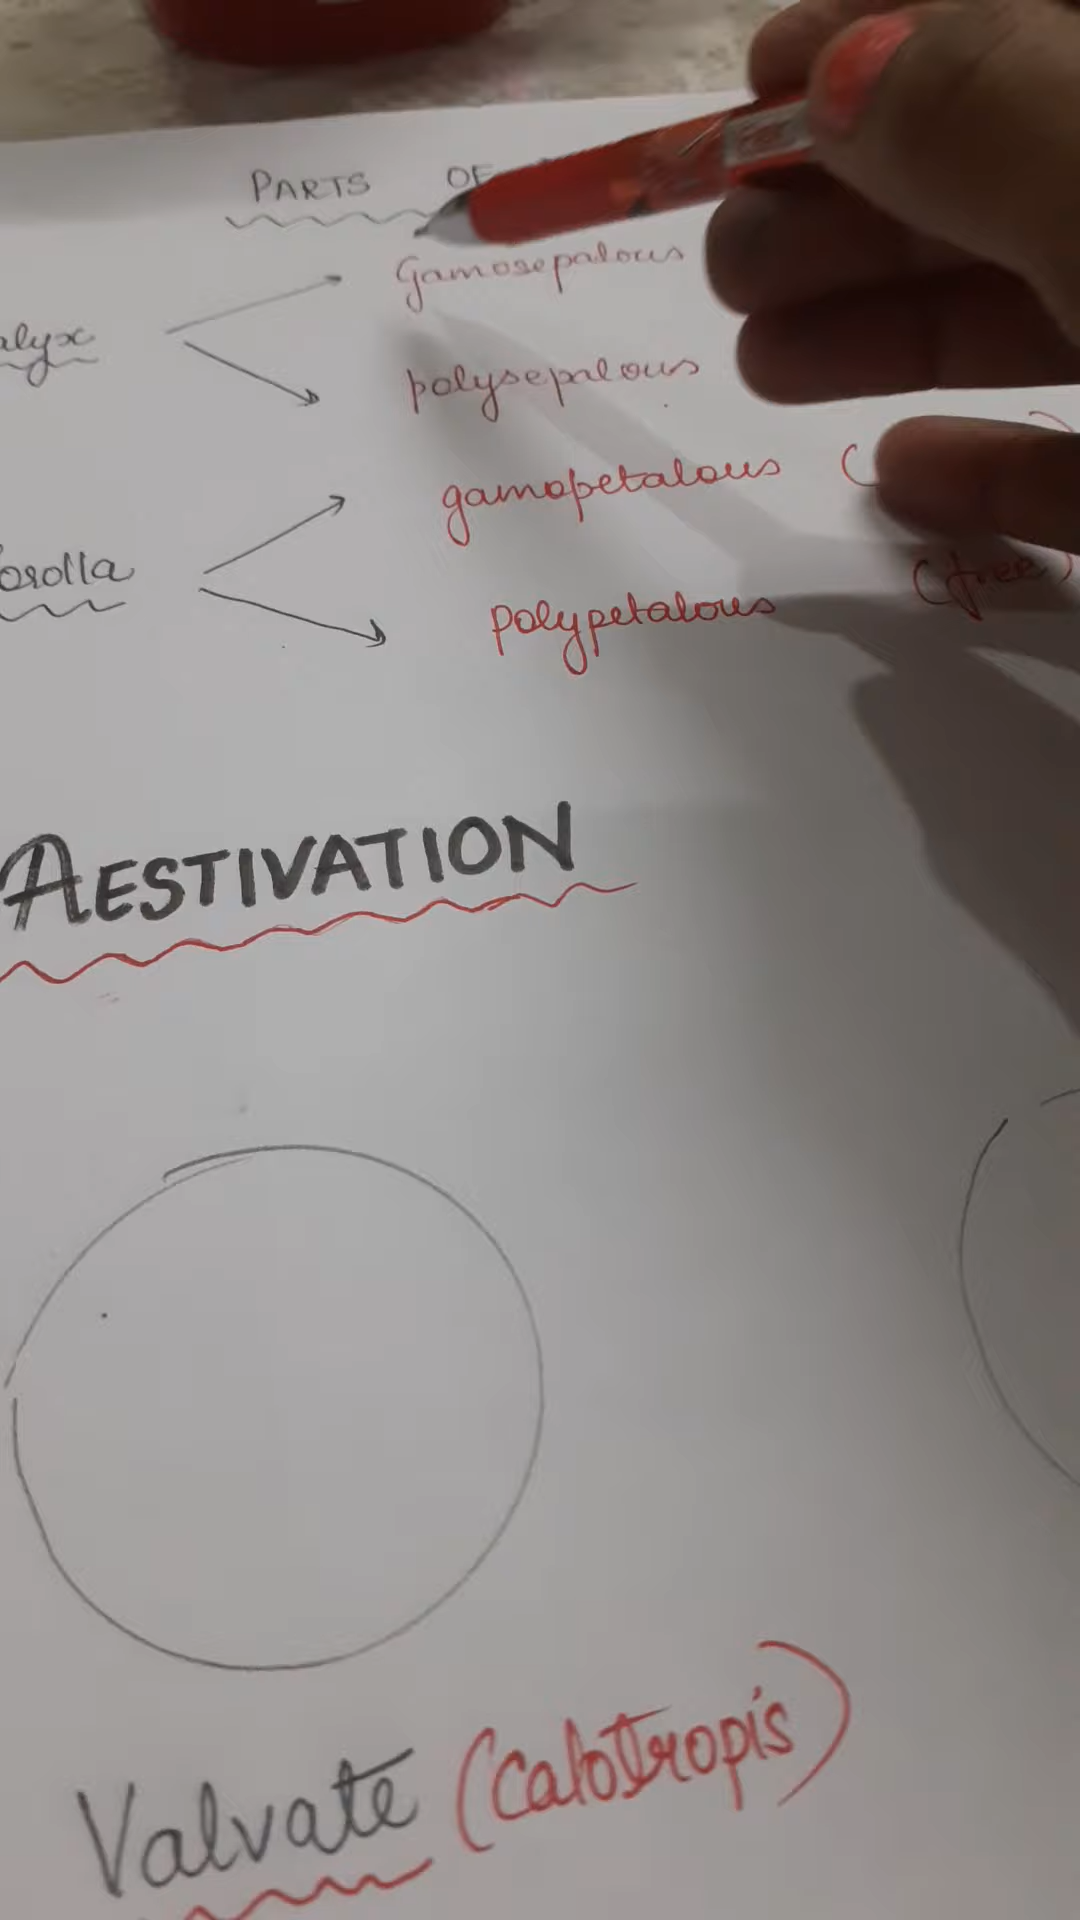 PARTS OF
Gamosepalous
alyx
polysepalous
gamopetalous (
orolla
(free)
polypetalous
AESTIVATION
Valvate (Calotropis)